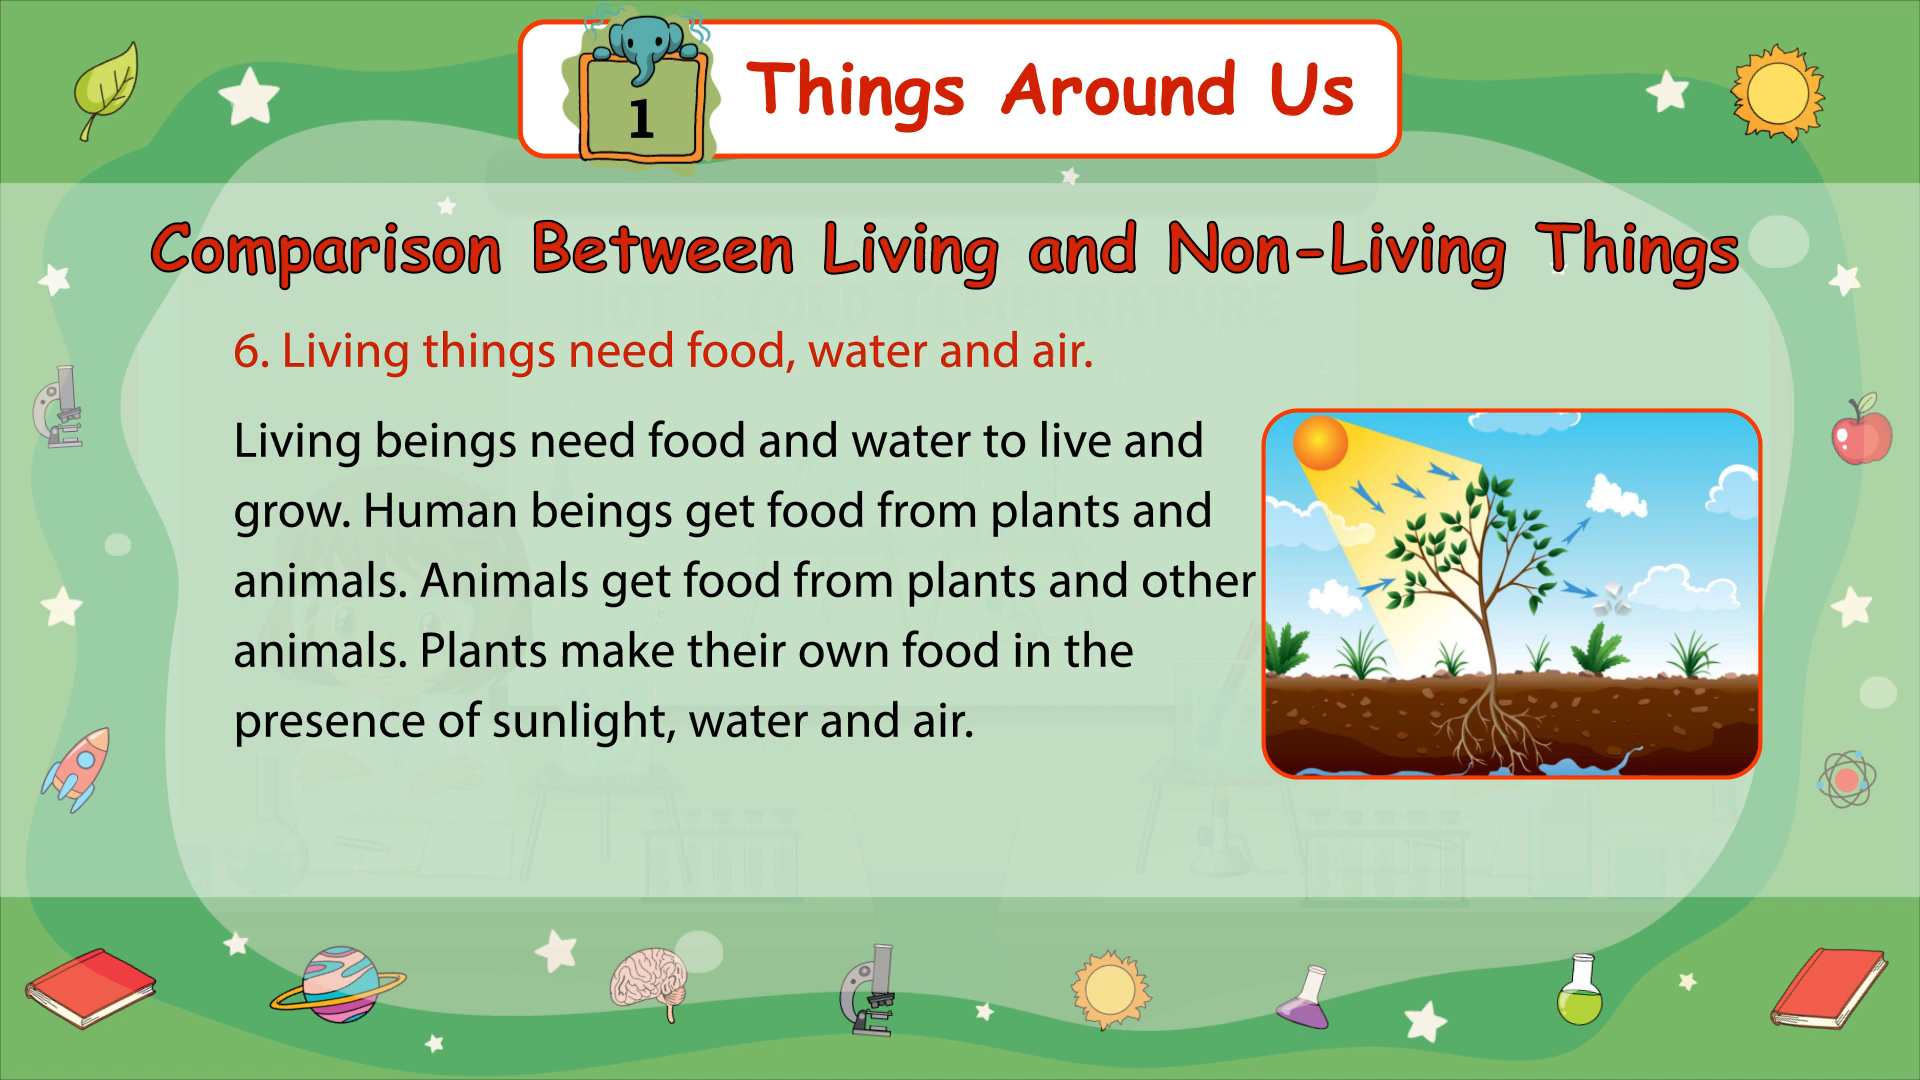 1
Things Around Us
Comparison Between Living and Non-Living Things
HOT & COLD TEMPERATURE
6. Living things need food, water and air.
Living beings need food and water to live and
grow. Human beings get food from plants and
animals. Animals get food from plants and other
animals. Plants make their own food in the
presence of sunlight, water and air.